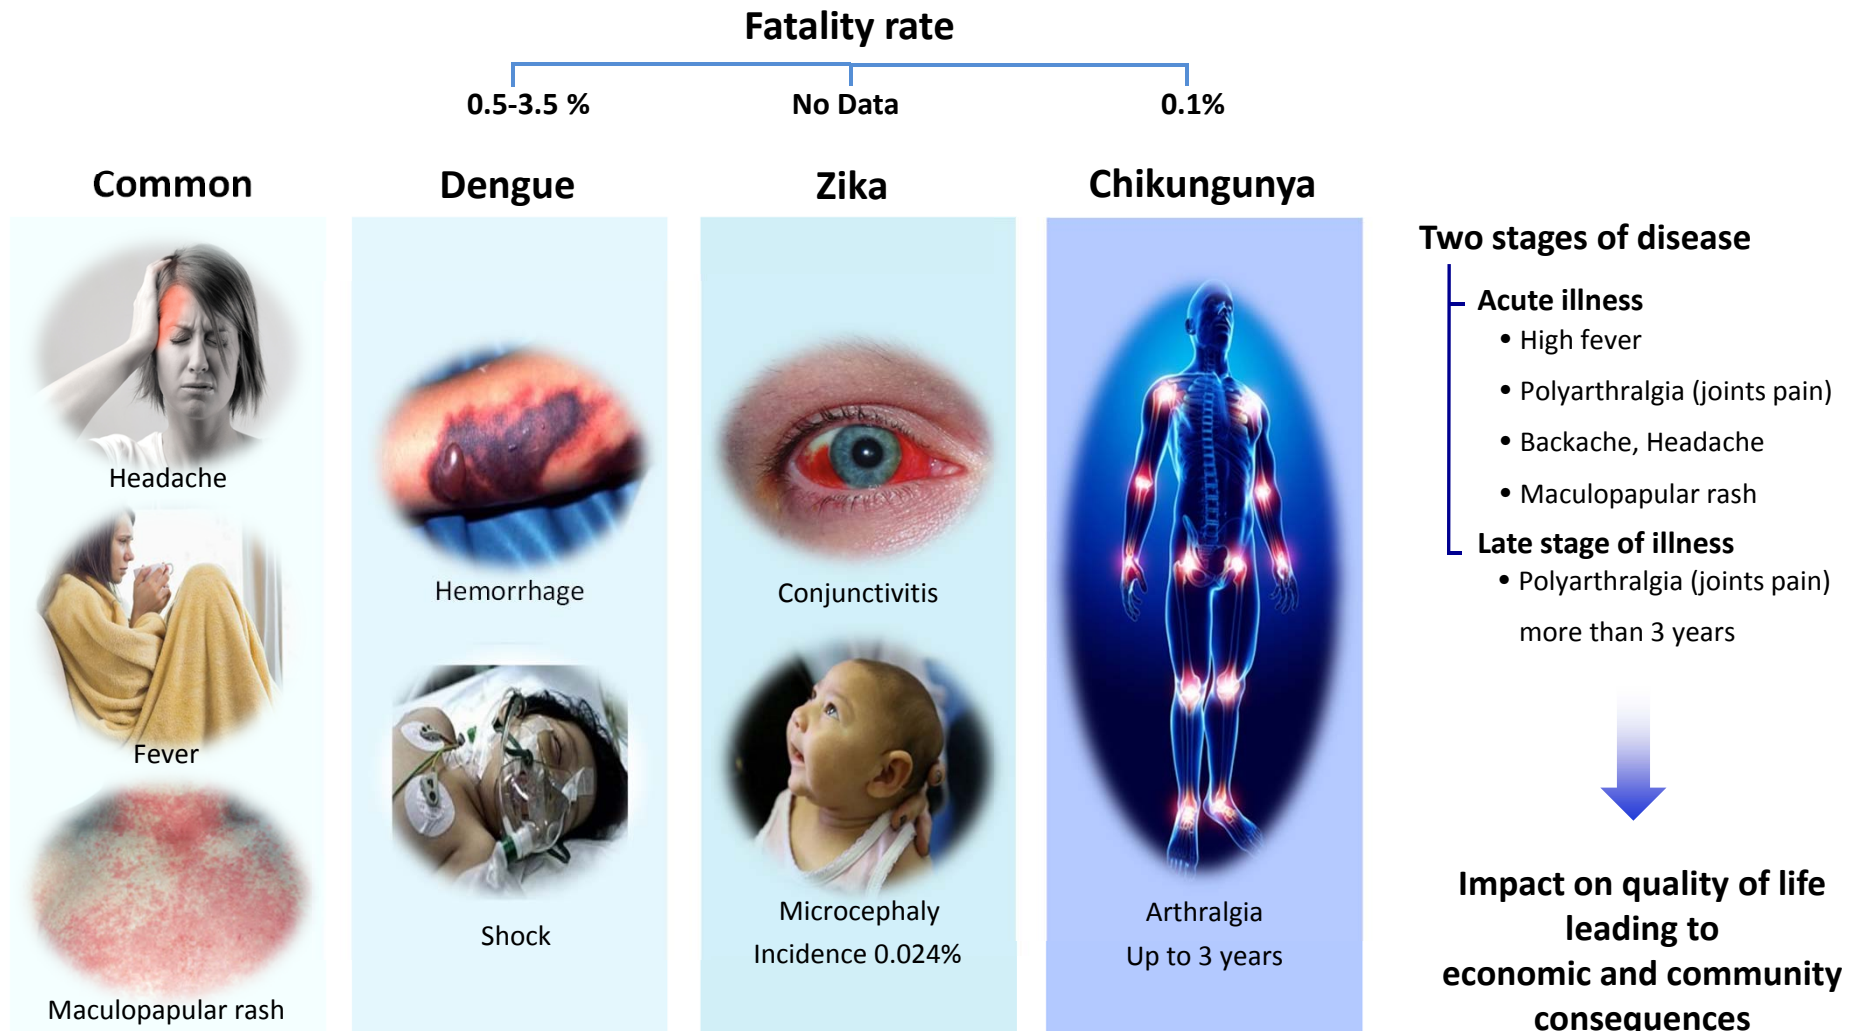 Fatality rate
0.5-3.5 %
No Data
0.1%
Common
Dengue
Zika
Chikungunya
Headache
Fever
Maculopapular rash
Hemorrhage
Shock
Conjunctivitis
Microcephaly
Incidence 0.024%
Arthralgia
Up to 3 years
Two stages of disease
Acute illness
• High fever
• Polyarthralgia (joints pain)
• Backache, Headache
• Maculopapular rash
Late stage of illness
• Polyarthralgia (joints pain)
more than 3 years
Impact on quality of life
leading to
economic and community
consequences